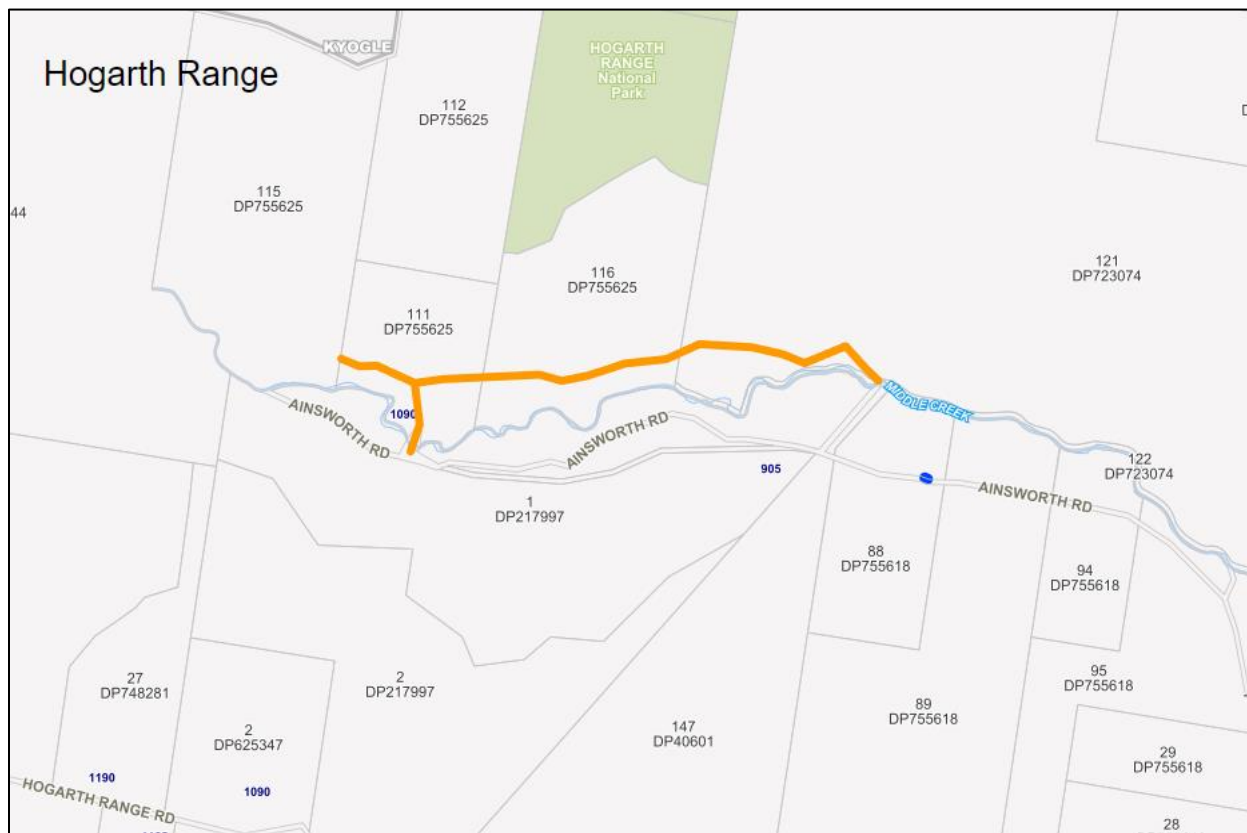 Hogarth Range
KYOGLE
HOGARTH
RANGE
National
Park
112
DP755625
115
DP755625
44
121
DP723074
116
DP755625
111
DP755625
MIDDLE CREEK
1090
AINSWORTH RD
AINSWORTH RD
905
122
DP723074
AINSWORTH RD
1
DP217997
88
DP755618
94
DP755618
27
DP748281
2
DP217997
95
DP755618
89
DP755618
2
DP625347
147
DP40601
29
DP755618
1190
1090
HOGARTH RANGE RD
28